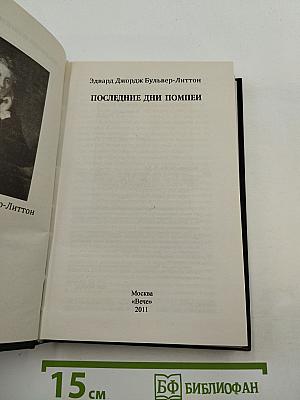 Эдвард Джордж Бульвер-Литтон
ПОСЛЕДНИЕ ДНИ ПОМПЕИ
р-Литтон
Москва
«Вече»
2011
15 см
БФ БИБЛИОФАН